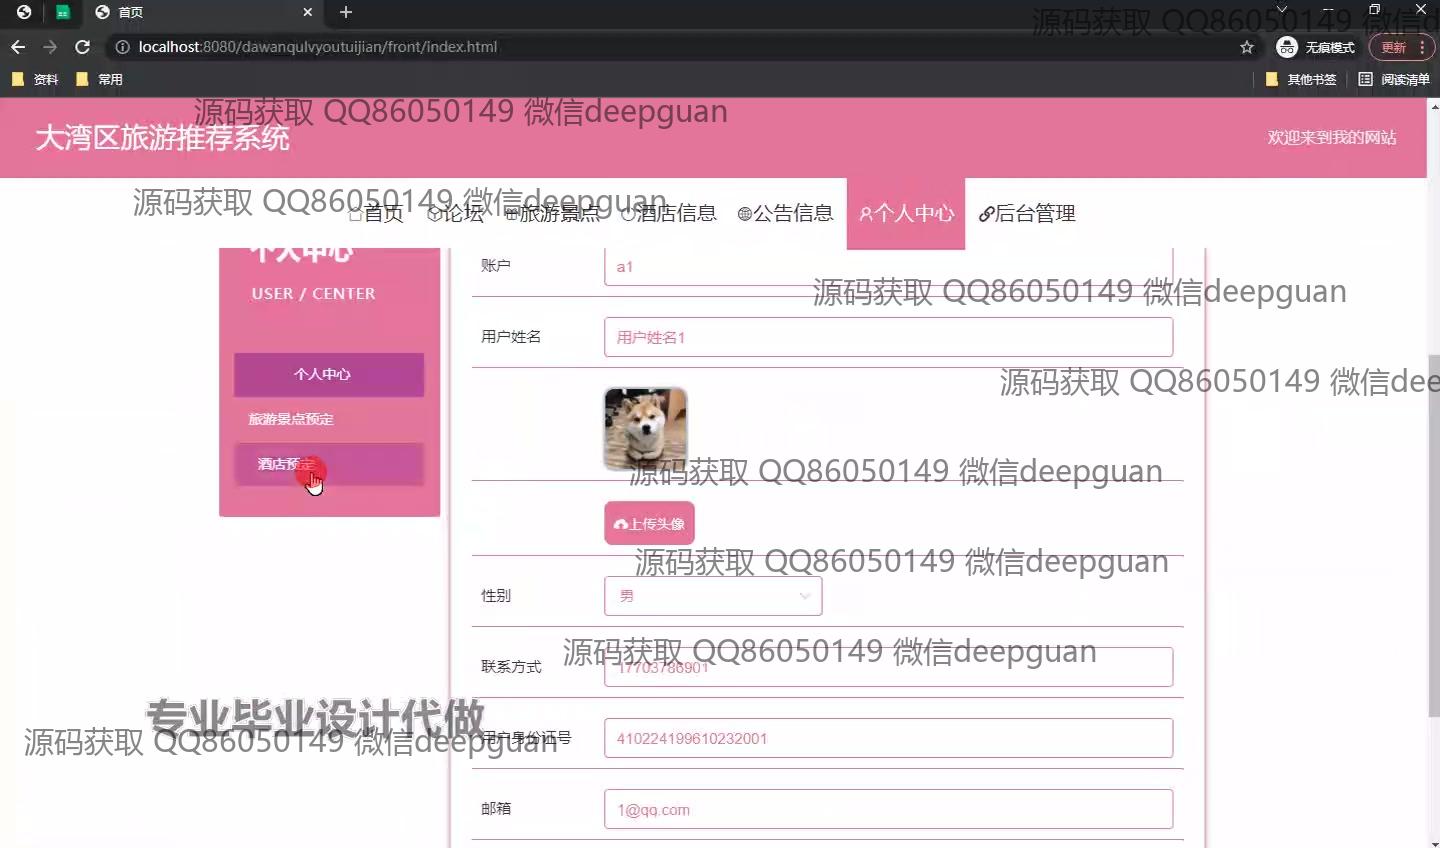 首页
localhost:8080/dawanqulvyoutuijian/front/index.html
无痕模式
更新
资料
常用
其他书签
阅读清单
源码获取 QQ86050149 微信d
源码获取 QQ86050149 微信deepguan
大湾区旅游推荐系统
欢迎来到我的网站
源码获取 QQ86050149 微信deepguan
首页
论坛
旅游景点
酒店信息
公告信息
个人中心
后台管理
个人中心
USER / CENTER
个人中心
旅游景点预定
酒店预定
账户
a1
源码获取 QQ86050149 微信deepguan
用户姓名
用户姓名1
源码获取 QQ86050149 微信dee
源码获取 QQ86050149 微信deepguan
上传头像
源码获取 QQ86050149 微信deepguan
性别
男
源码获取 QQ86050149 微信deepguan
联系方式
17703786901
专业毕业设计代做
源码获取 QQ86050149 微信deepguan
用户身份证号
410224199610232001
邮箱
1@qq.com